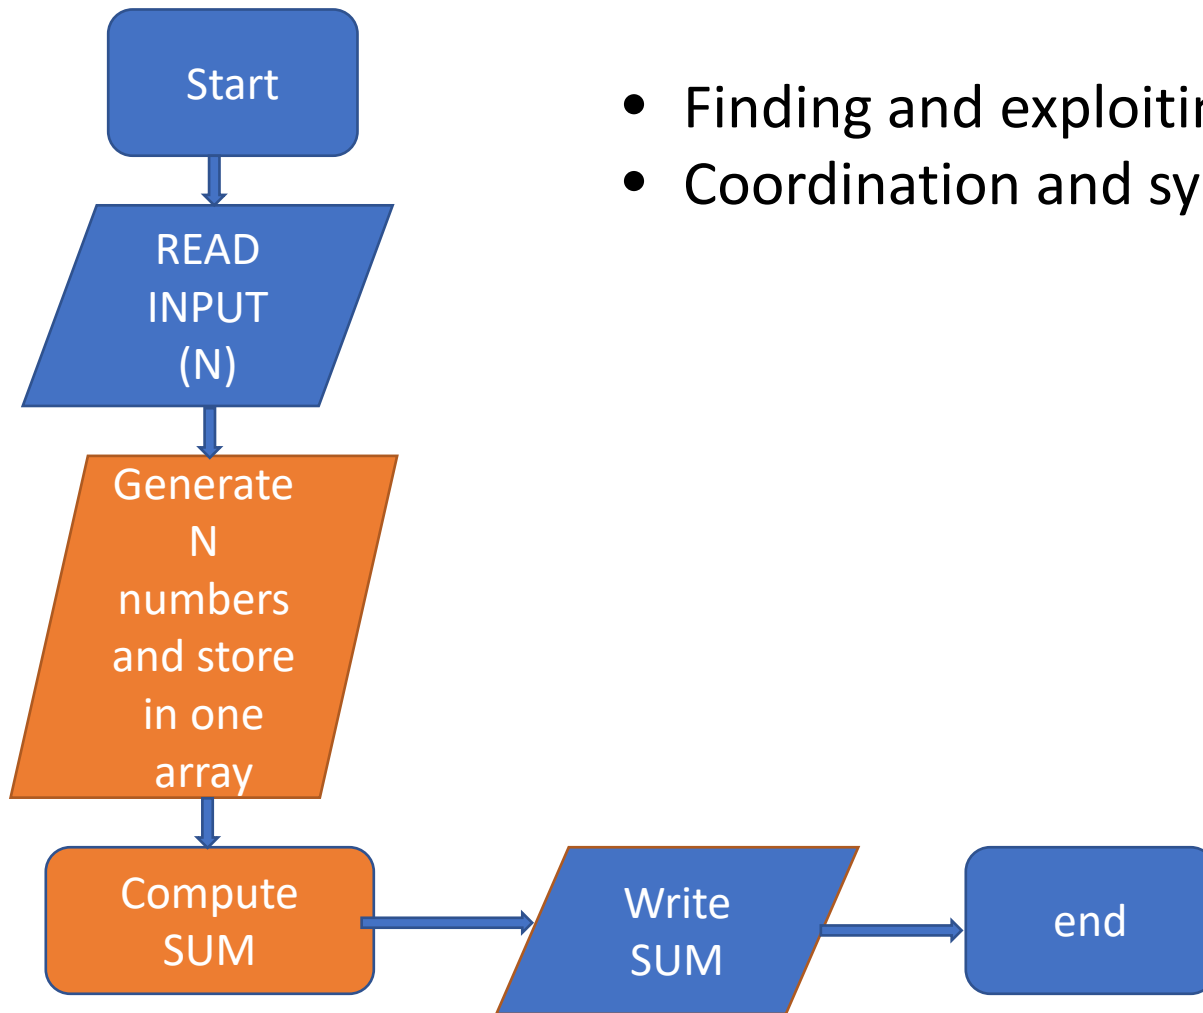 Start
• Finding and exploitin
• Coordination and sy
READ
INPUT
(N)
Generate
N
numbers
and store
in one
array
Compute
SUM
Write
SUM
end